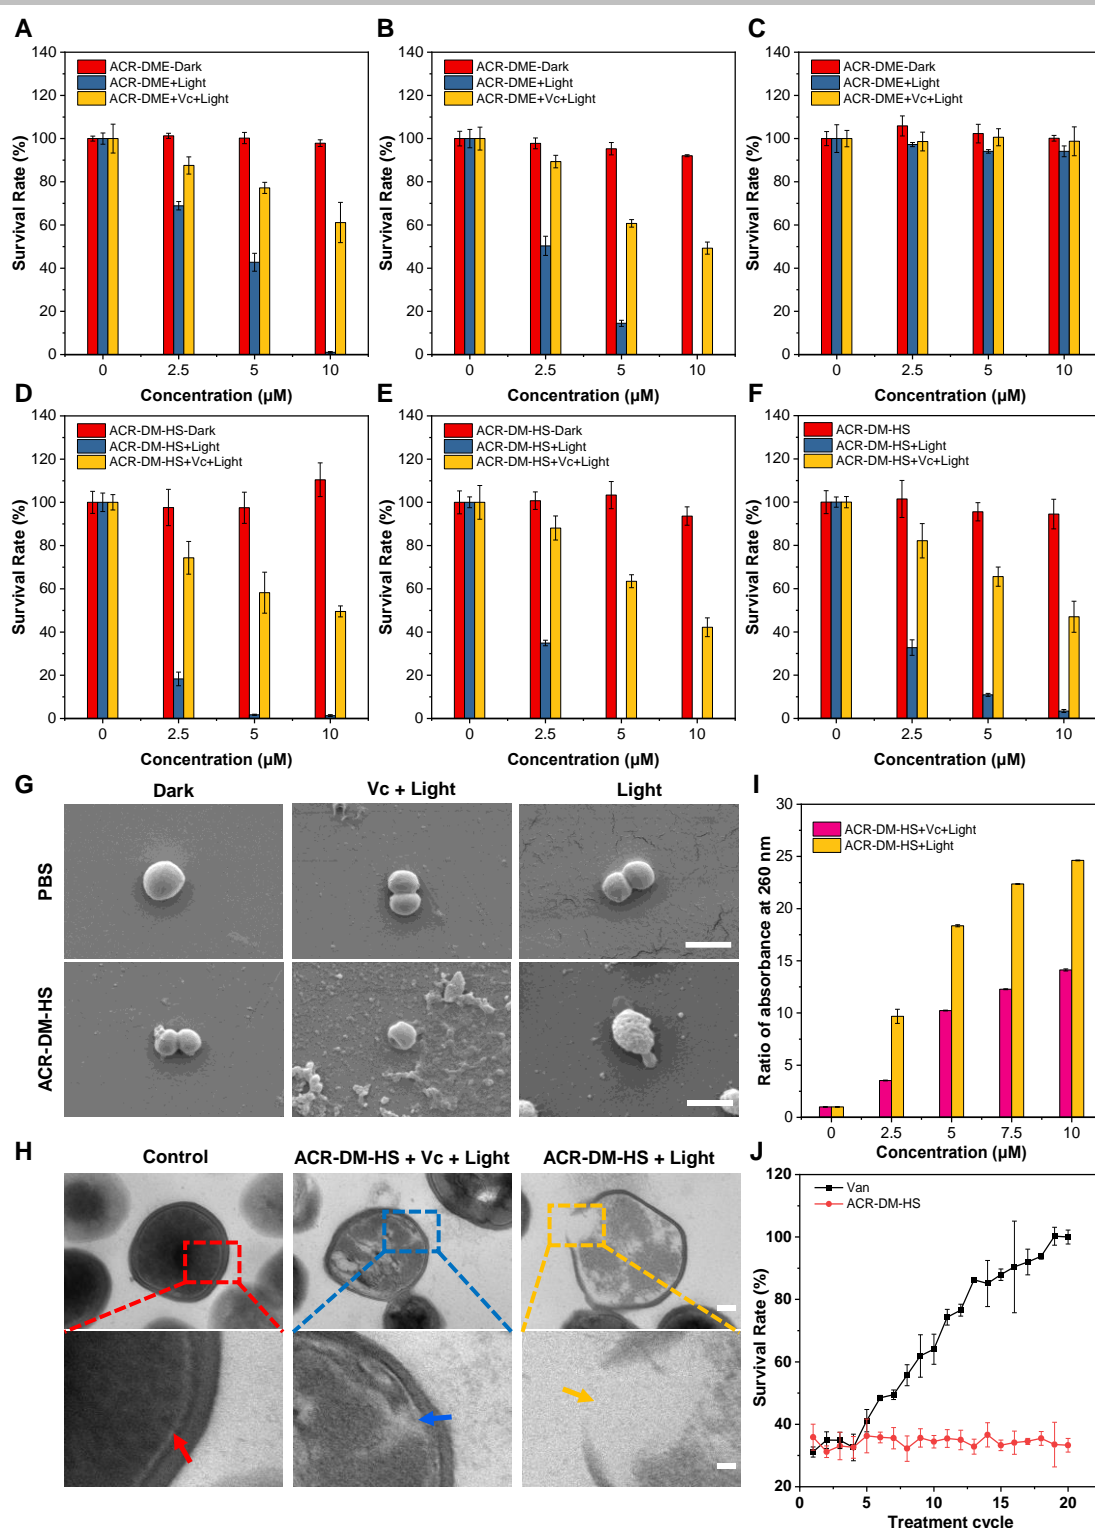 A
140
120
100
80
60
40
20
0
Survival Rate (%)
ACR-DME-Dark
ACR-DME+Light
ACR-DME+Vc+Light
0 2.5 5 10
Concentration (µM)
B
140
120
100
80
60
40
20
0
Survival Rate (%)
ACR-DME-Dark
ACR-DME+Light
ACR-DME+Vc+Light
0 2.5 5 10
Concentration (µM)
C
140
120
100
80
60
40
20
0
Survival Rate (%)
ACR-DME-Dark
ACR-DME+Light
ACR-DME+Vc+Light
0 2.5 5 10
Concentration (µM)
D
140
120
100
80
60
40
20
0
Survival Rate (%)
ACR-DM-HS-Dark
ACR-DM-HS+Light
ACR-DM-HS+Vc+Light
0 2.5 5 10
Concentration (µM)
E
140
120
100
80
60
40
20
0
Survival Rate (%)
ACR-DM-HS-Dark
ACR-DM-HS+Light
ACR-DM-HS+Vc+Light
0 2.5 5 10
Concentration (µM)
F
140
120
100
80
60
40
20
0
Survival Rate (%)
ACR-DM-HS
ACR-DM-HS+Light
ACR-DM-HS+Vc+Light
0 2.5 5 10
Concentration (µM)
G
Dark
Vc + Light
Light
PBS
ACR-DM-HS
H
Control
ACR-DM-HS + Vc + Light
ACR-DM-HS + Light
I
30
25
20
15
10
5
0
Ratio of absorbance at 260 nm
ACR-DM-HS+Vc+Light
ACR-DM-HS+Light
0 2.5 5 7.5 10
Concentration (µM)
J
120
100
80
60
40
20
Survival Rate (%)
Van
ACR-DM-HS
0 5 10 15 20
Treatment cycle